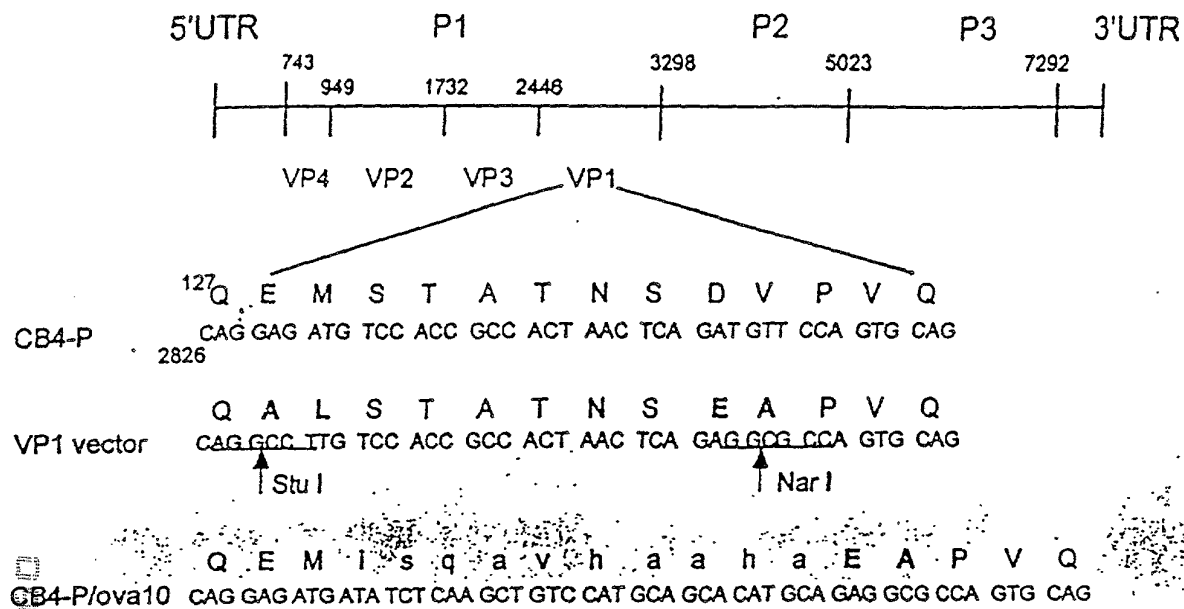 5'UTR P1 P2 P3 3'UTR
743 949 1732 2446 3298 5023 7292
VP4 VP2 VP3 VP1
127 Q E M S T A T N S D V P V Q
CB4-P CAG GAG ATG TCC ACC GCC ACT AAC TCA GAT GTT CCA GTG CAG
2826
Q A L S T A T N S E A P V Q
VP1 vector CAG GCC TTG TCC ACC GCC ACT AAC TCA GAG GCG CCA GTG CAG
Stu I Nar I
Q E M i s q a v h a a h a E A P V Q
CB4-P/ova10 CAG GAG ATG ATA TCT CAA GCT GTC CAT GCA GCA CAT GCA GAG GCG CCA GTG CAG